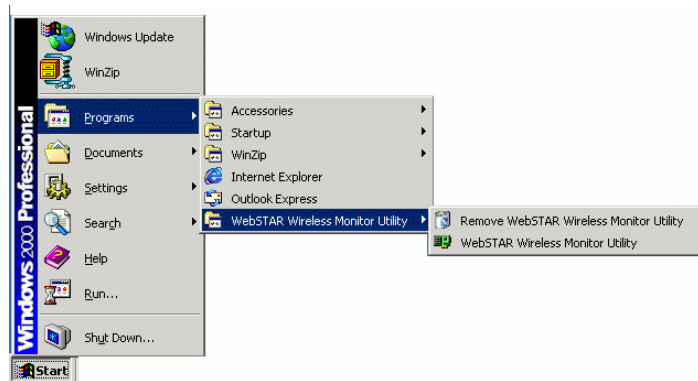 Windows 2000 Professional
Windows Update
WinZip
Programs
Documents
Settings
Search
Help
Run...
Shut Down...
Start
Accessories
Startup
WinZip
Internet Explorer
Outlook Express
WebSTAR Wireless Monitor Utility
Remove WebSTAR Wireless Monitor Utility
WebSTAR Wireless Monitor Utility